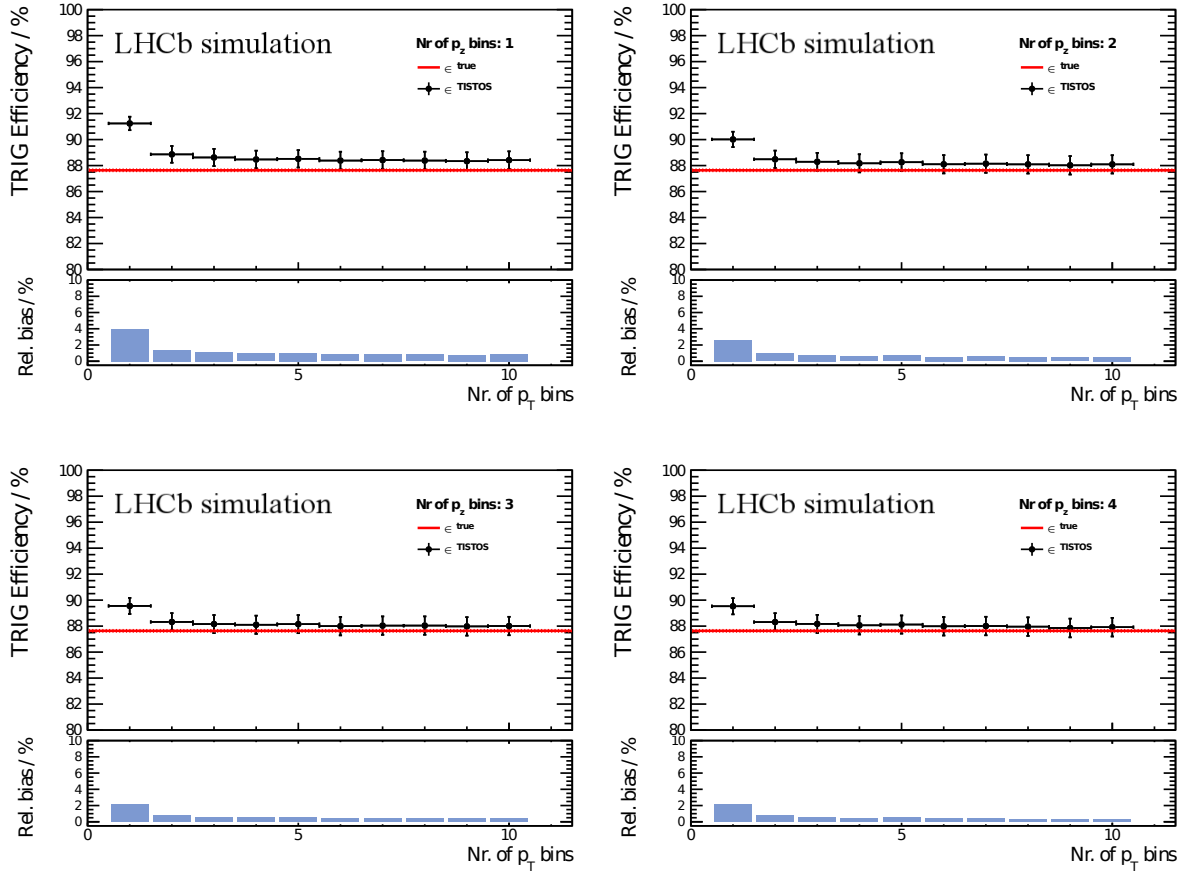 LHCb simulation
Nr of p_z bins: 1
∈ true
∈ TISTOS
TRIG Efficiency / %
100
98
96
94
92
90
88
86
84
82
80
Rel. bias / %
10
8
6
4
2
0
0 5 10
Nr. of p_T bins
LHCb simulation
Nr of p_z bins: 2
∈ true
∈ TISTOS
TRIG Efficiency / %
100
98
96
94
92
90
88
86
84
82
80
Rel. bias / %
10
8
6
4
2
0
0 5 10
Nr. of p_T bins
LHCb simulation
Nr of p_z bins: 3
∈ true
∈ TISTOS
TRIG Efficiency / %
100
98
96
94
92
90
88
86
84
82
80
Rel. bias / %
10
8
6
4
2
0
0 5 10
Nr. of p_T bins
LHCb simulation
Nr of p_z bins: 4
∈ true
∈ TISTOS
TRIG Efficiency / %
100
98
96
94
92
90
88
86
84
82
80
Rel. bias / %
10
8
6
4
2
0
0 5 10
Nr. of p_T bins